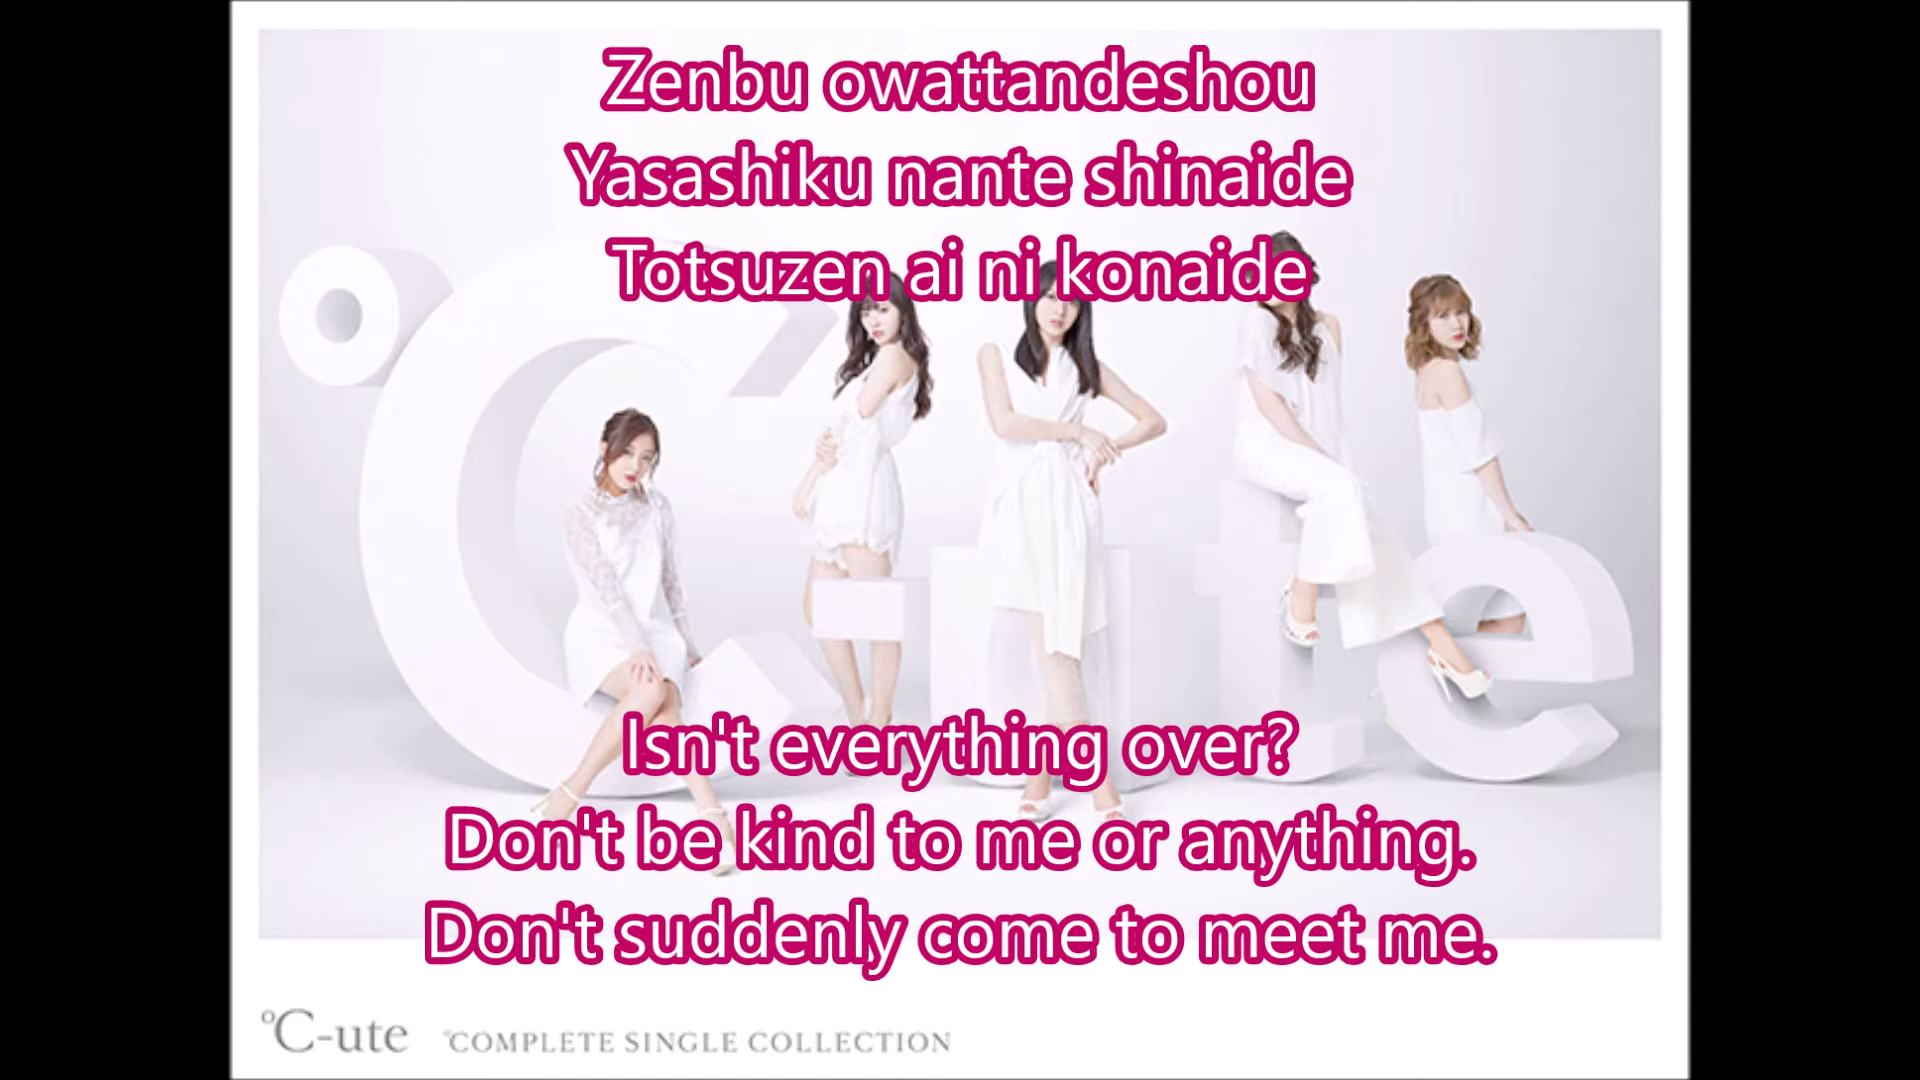 Zenbu owattandeshou
Yasashiku nante shinaide
Totsuzen ai ni konaide
℃-ute
Isn't everything over?
Don't be kind to me or anything.
Don't suddenly come to meet me.
℃-ute °COMPLETE SINGLE COLLECTION